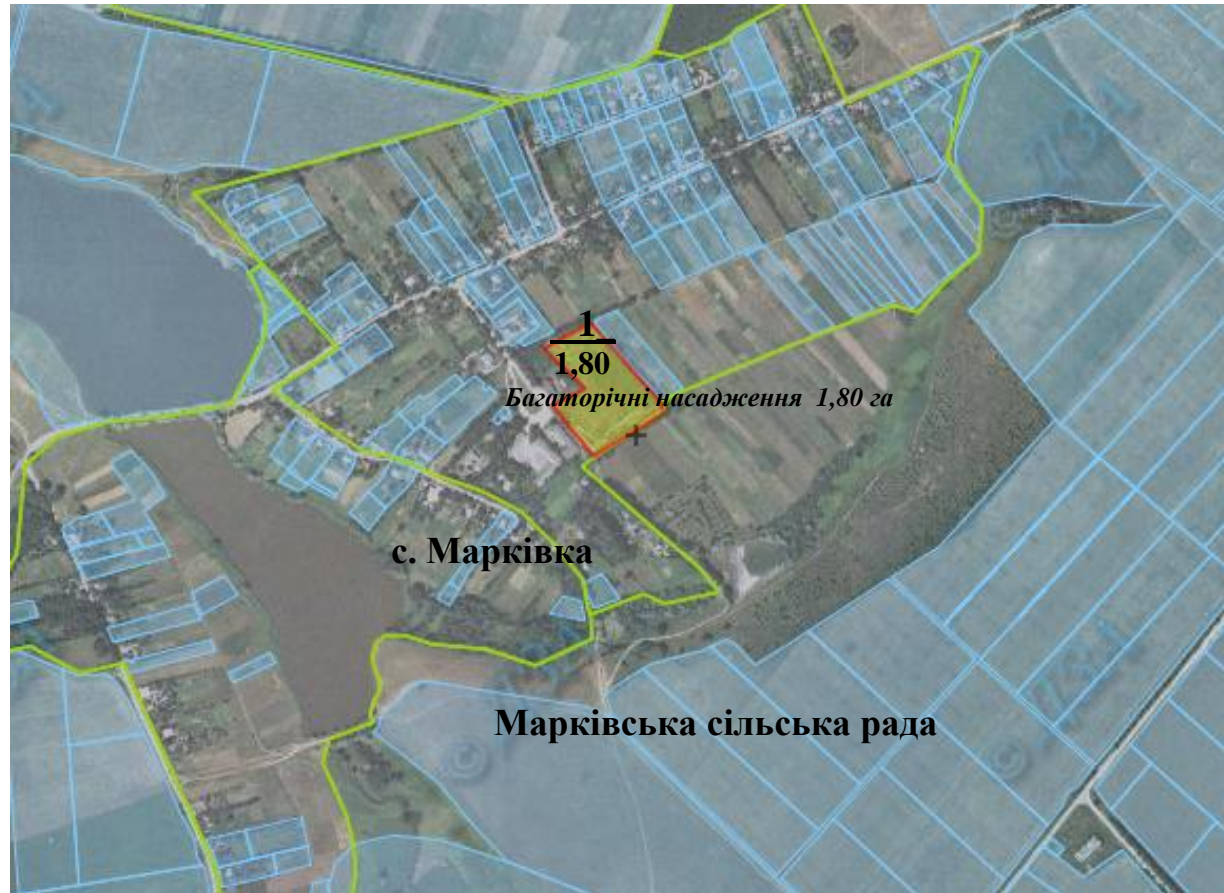 1
1,80
Багаторічні насадження 1,80 га
с. Марківка
Марківська сільська рада